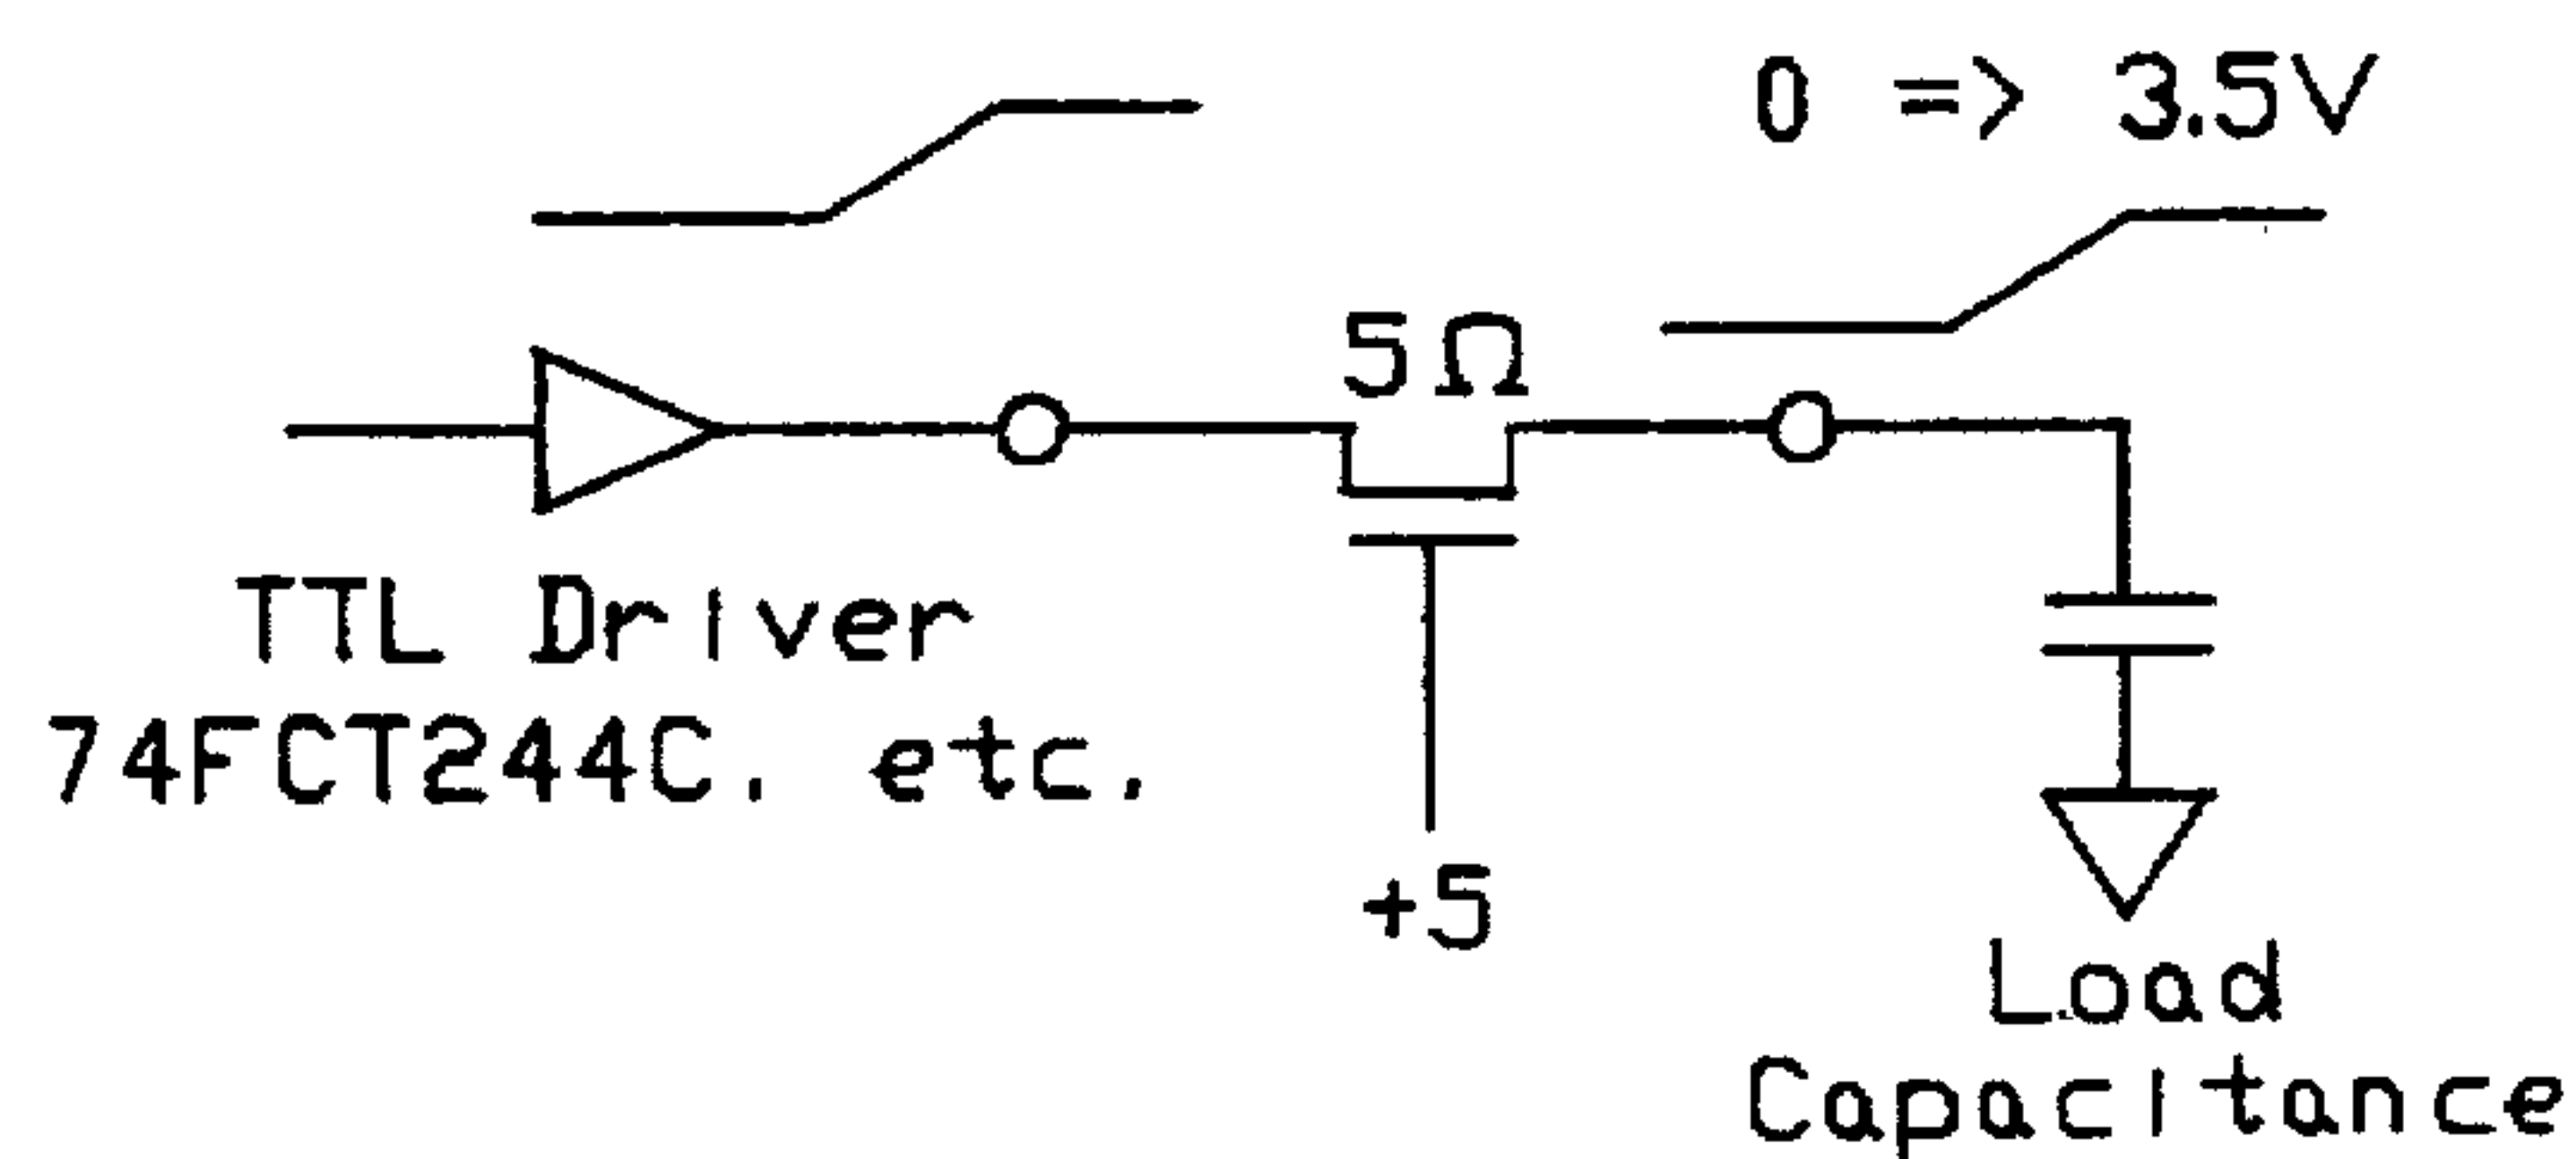 0 => 3.5V
5Ω
TTL Driver
74FCT244C. etc.
+5
Load
Capacitance